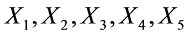 X₁, X₂, X₃, X₄, X₅